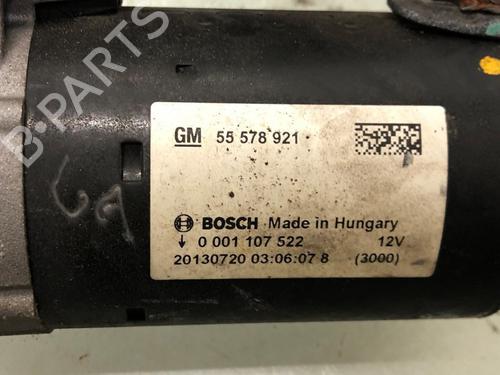 B-PARTS
GM 55 578 921
BOSCH Made in Hungary
0 001 107 522 12V
20130720 03:06:07 8 (3000)